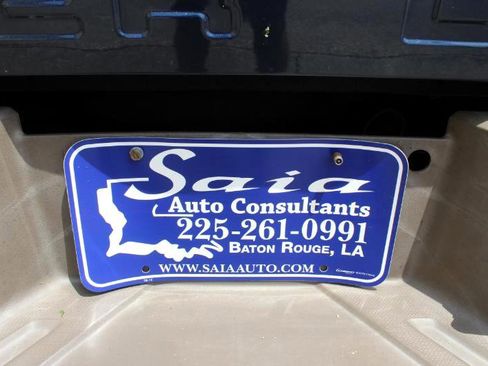 Saia
Auto Consultants
225-261-0991
BATON ROUGE, LA
WWW.SAIAAUTO.COM